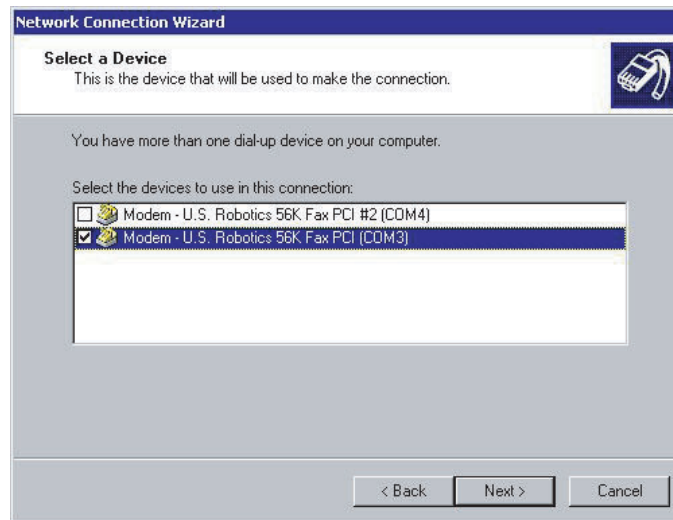 Network Connection Wizard
Select a Device
This is the device that will be used to make the connection.
You have more than one dial-up device on your computer.
Select the devices to use in this connection:
Modem - U.S. Robotics 56K Fax PCI #2 (COM4)
Modem - U.S. Robotics 56K Fax PCI (COM3)
< Back Next > Cancel